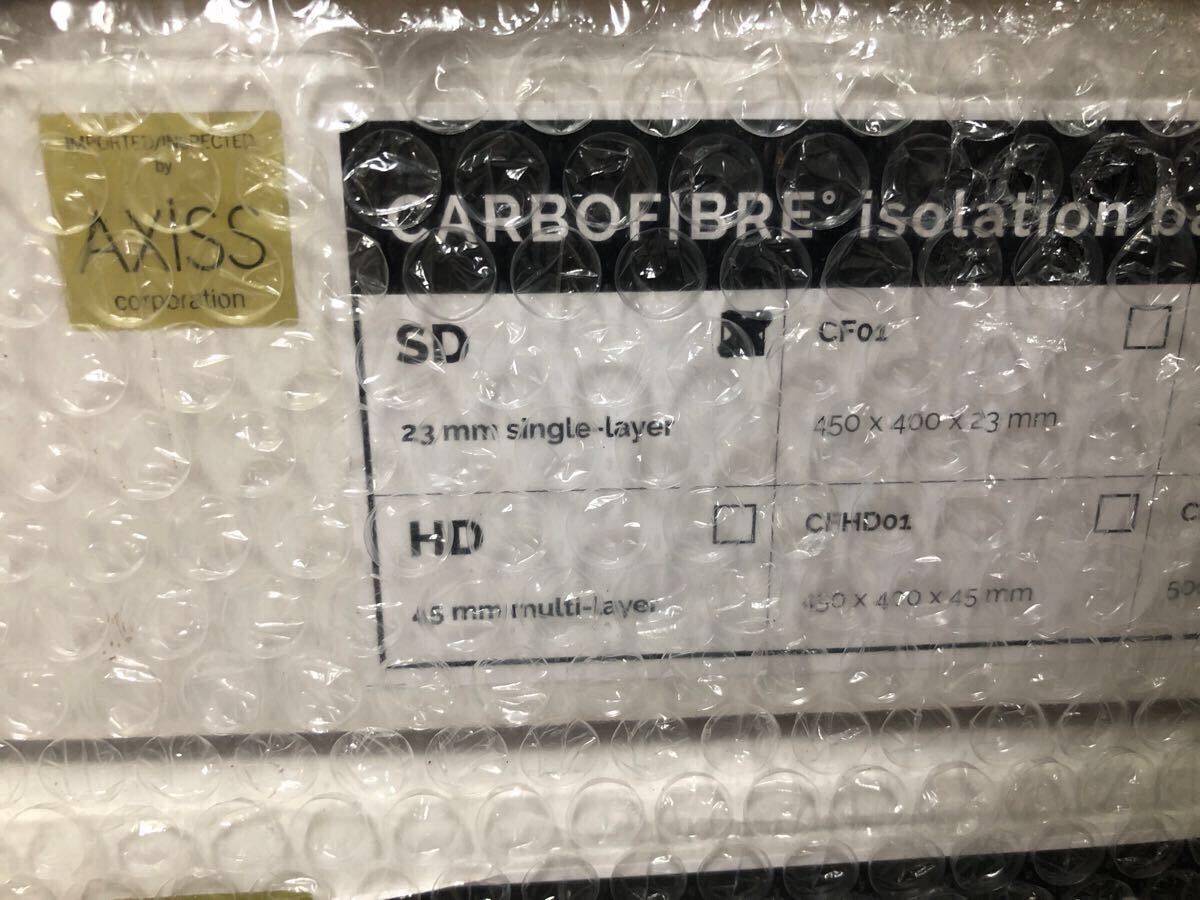 IMPORTED/INSPECTED
by
AXiSS
corporation
CARBOFIBRE° isolation
SD
CF01
23 mm single-layer
450 x 400 x 23 mm
HD
CFHD01
45 mm multi-layer
450 x 400 x 45 mm